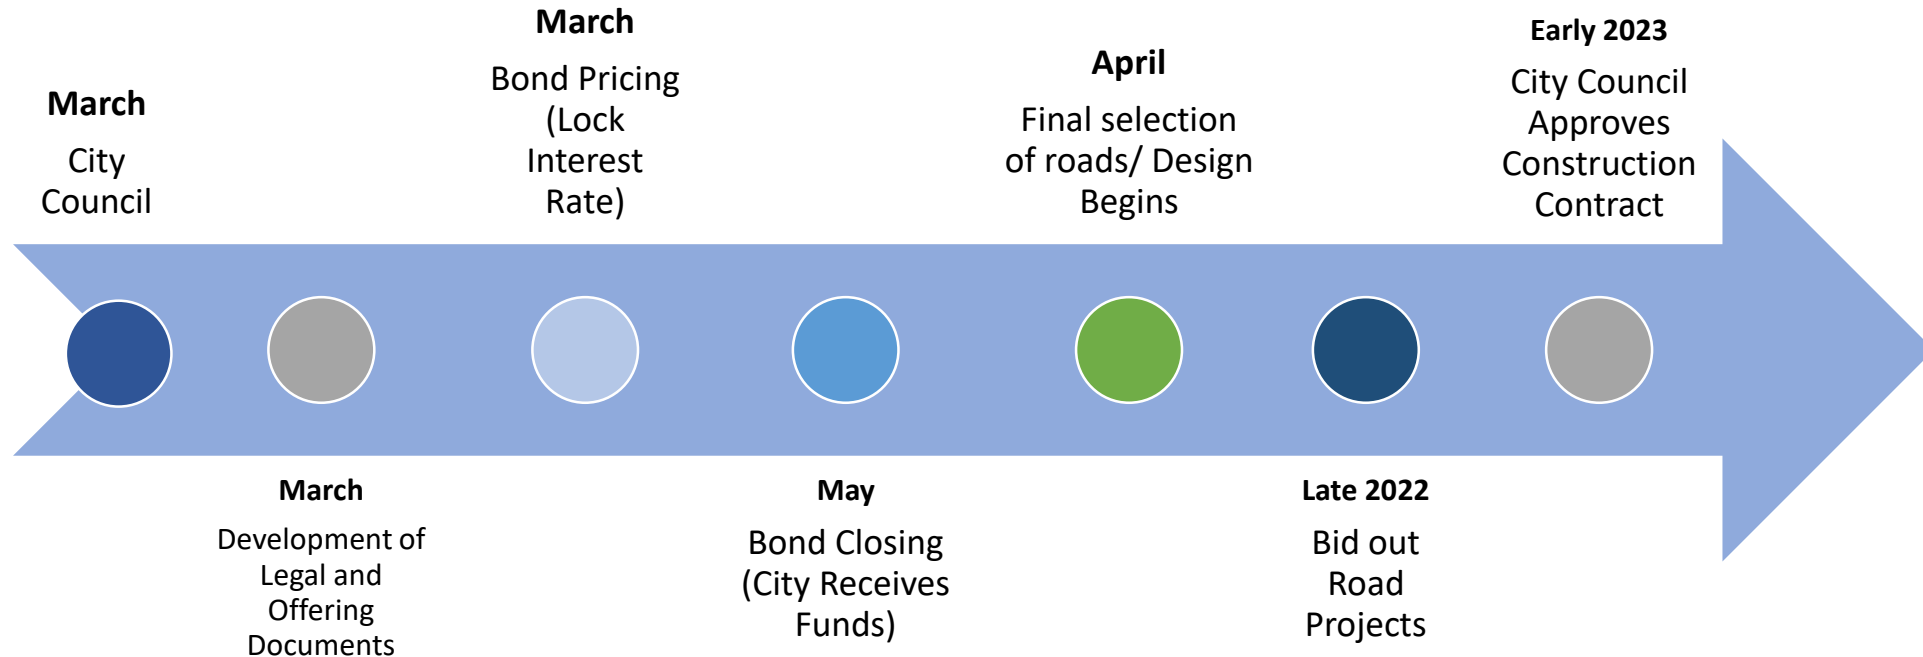 March
City
Council
March
Development of
Legal and
Offering
Documents
March
Bond Pricing
(Lock
Interest
Rate)
May
Bond Closing
(City Receives
Funds)
April
Final selection
of roads/ Design
Begins
Late 2022
Bid out
Road
Projects
Early 2023
City Council
Approves
Construction
Contract